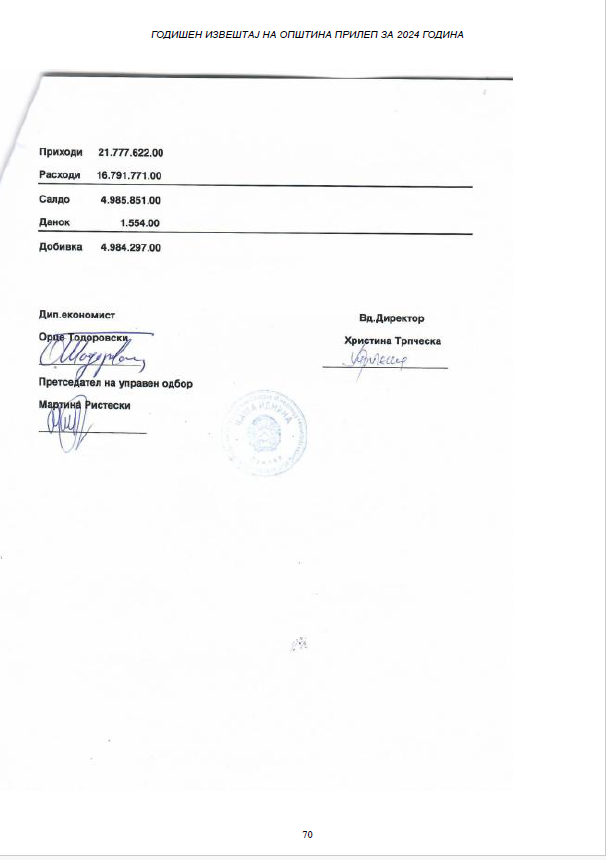 ГОДИШЕН ИЗВЕШТАЈ НА ОПШТИНА ПРИЛЕП ЗА 2024 ГОДИНА
Приходи 21.777.622.00
Расходи 16.791.771.00
Салдо 4.985.851.00
Данок 1.554.00
Добивка 4.984.297.00
Дип.економист
Вд.Директор
Орце Тодоровски
Христина Трпческа
Претседател на управен одбор
Мартина Ристески
70